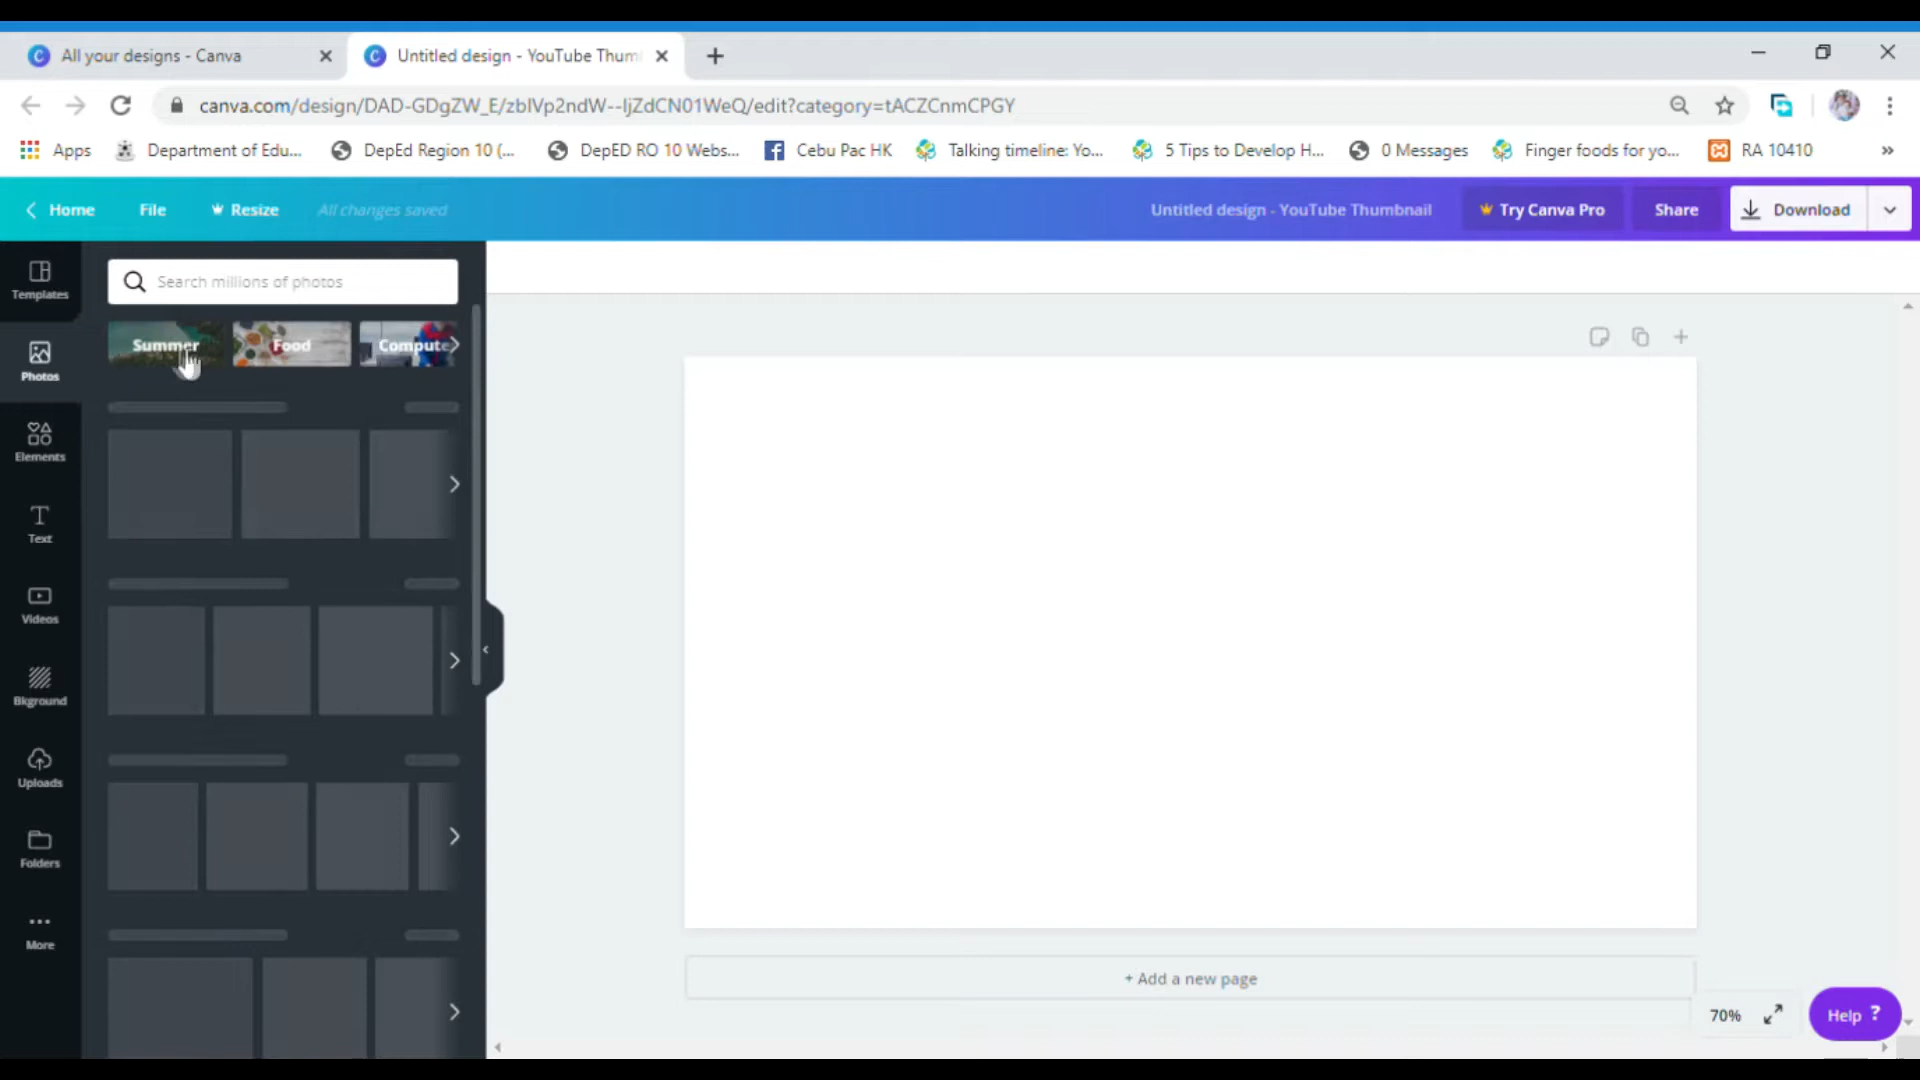 All your designs - Canva
Untitled design - YouTube Thum
canva.com/design/DAD-GDgZW_E/zblVp2ndW--IjZdCN01WeQ/edit?category=tACZCnmCPGY
Apps
Department of Edu...
DepEd Region 10 (...
DepED RO 10 Webs...
Cebu Pac HK
Talking timeline: Yo...
5 Tips to Develop H...
0 Messages
Finger foods for yo...
RA 10410
»
Home
File
Resize
All changes saved
Untitled design - YouTube Thumbnail
Try Canva Pro
Share
Download
Templates
Search millions of photos
Summer
Food
Compute
Photos
Elements
Text
Videos
Bkground
Uploads
Folders
More
+ Add a new page
70%
Help ?